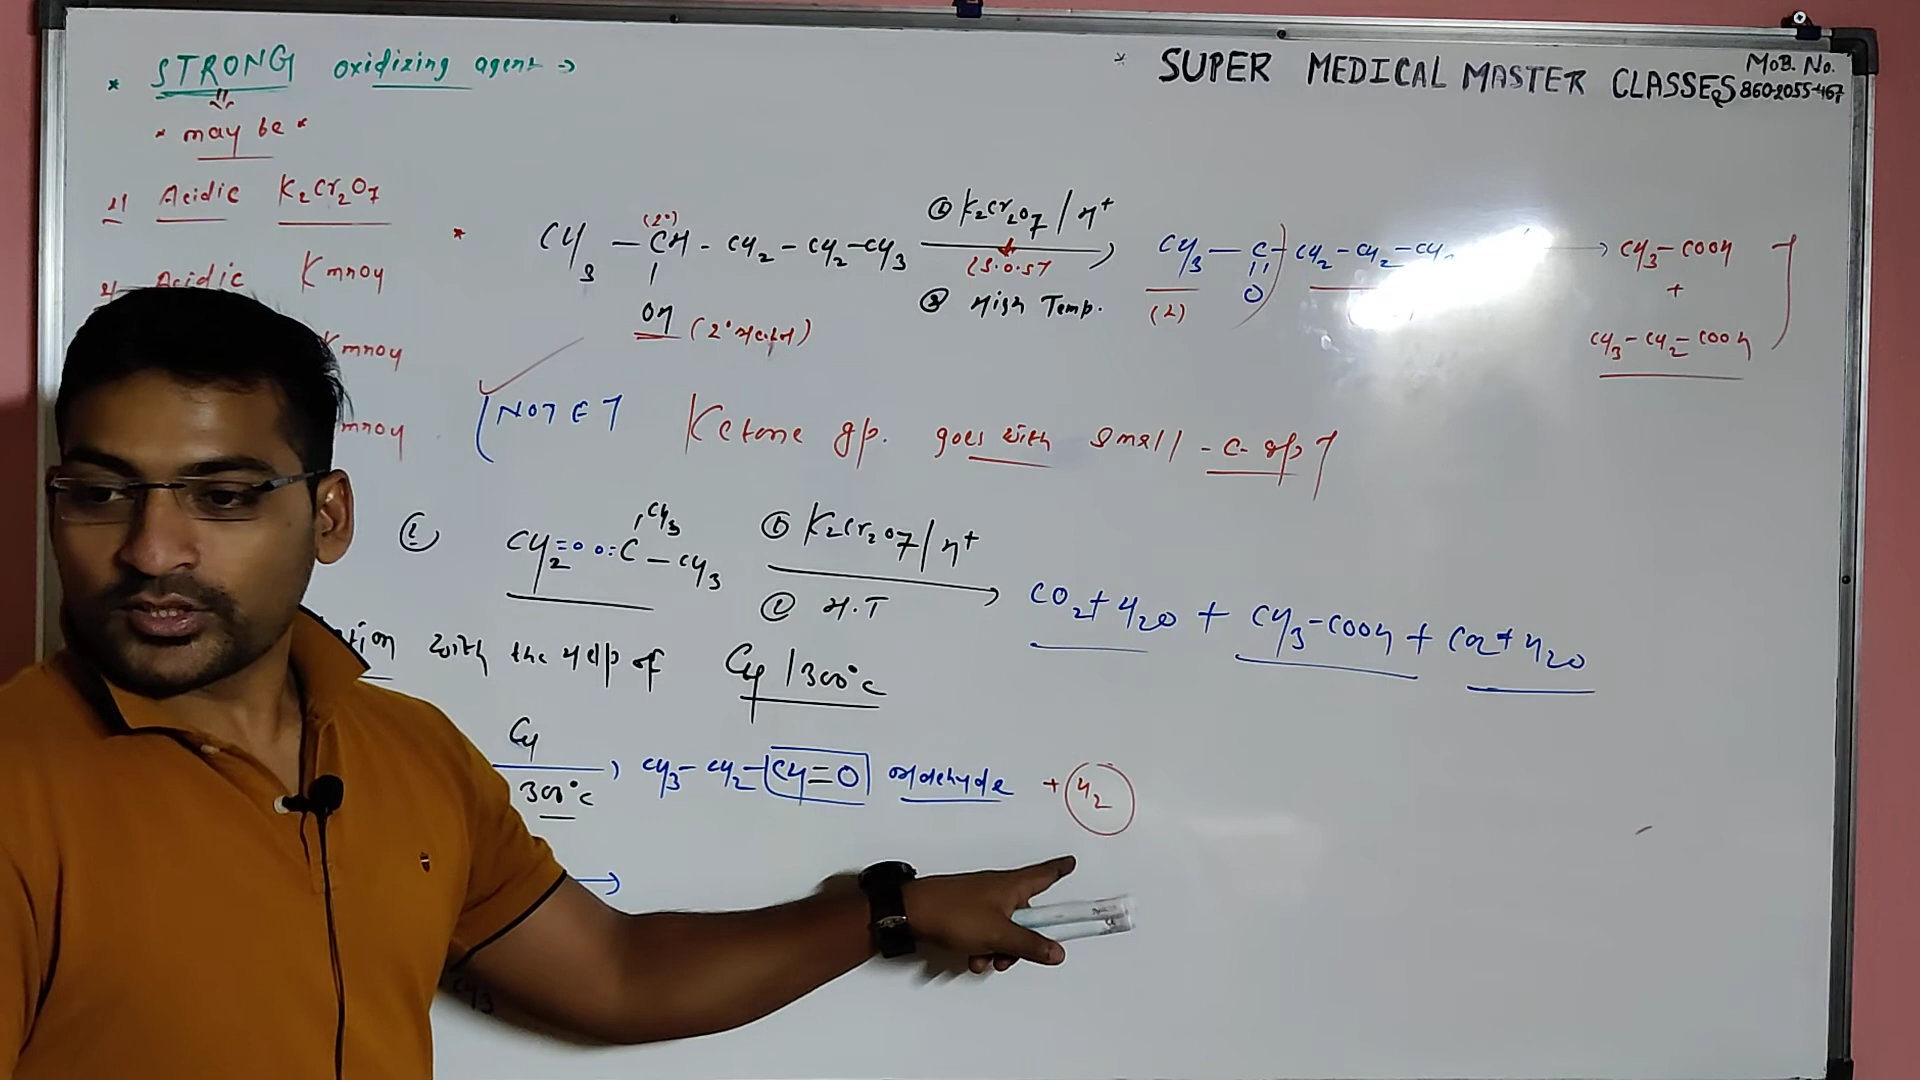 * STRONG oxidizing agent →
* SUPER MEDICAL MASTER CLASSES
MOB. No.
860-2055-467
* may be *
1) Acidic K2Cr2O7
2) Acidic KMnO4
KMnO4
MnO4
* CH3 – CH – CH2 – CH2 – CH3
(2°)
OH
① K2Cr2O7 / H+
(S.O.S)
② High Temp.
CH3 – C – CH2 – CH2 – CH
O
(2)
→ CH3 – COOH
+
CH3 – CH2 – COOH
(NOTE) Ketone gp. goes with small – C – gp)
② CH2 = O O = C – CH3
CH3
① K2Cr2O7 / H+
② H.T
CO2 + H2O + CH3 – COOH + CO2 + H2O
tion with the help of Cu / 300°C
Cu
300°C
CH3 – CH2 – CH = O aldehyde + H2
CH3